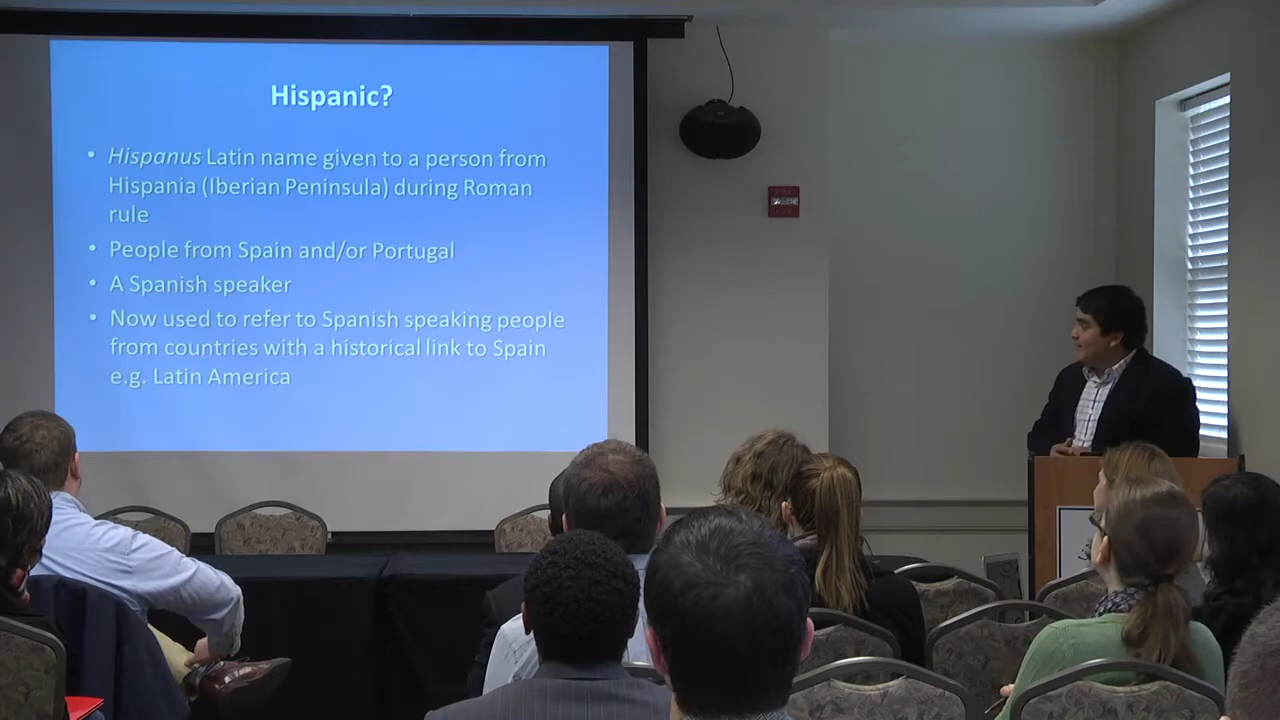 Hispanic?
• Hispanus Latin name given to a person from
Hispania (Iberian Peninsula) during Roman
rule
• People from Spain and/or Portugal
• A Spanish speaker
• Now used to refer to Spanish speaking people
from countries with a historical link to Spain
e.g. Latin America